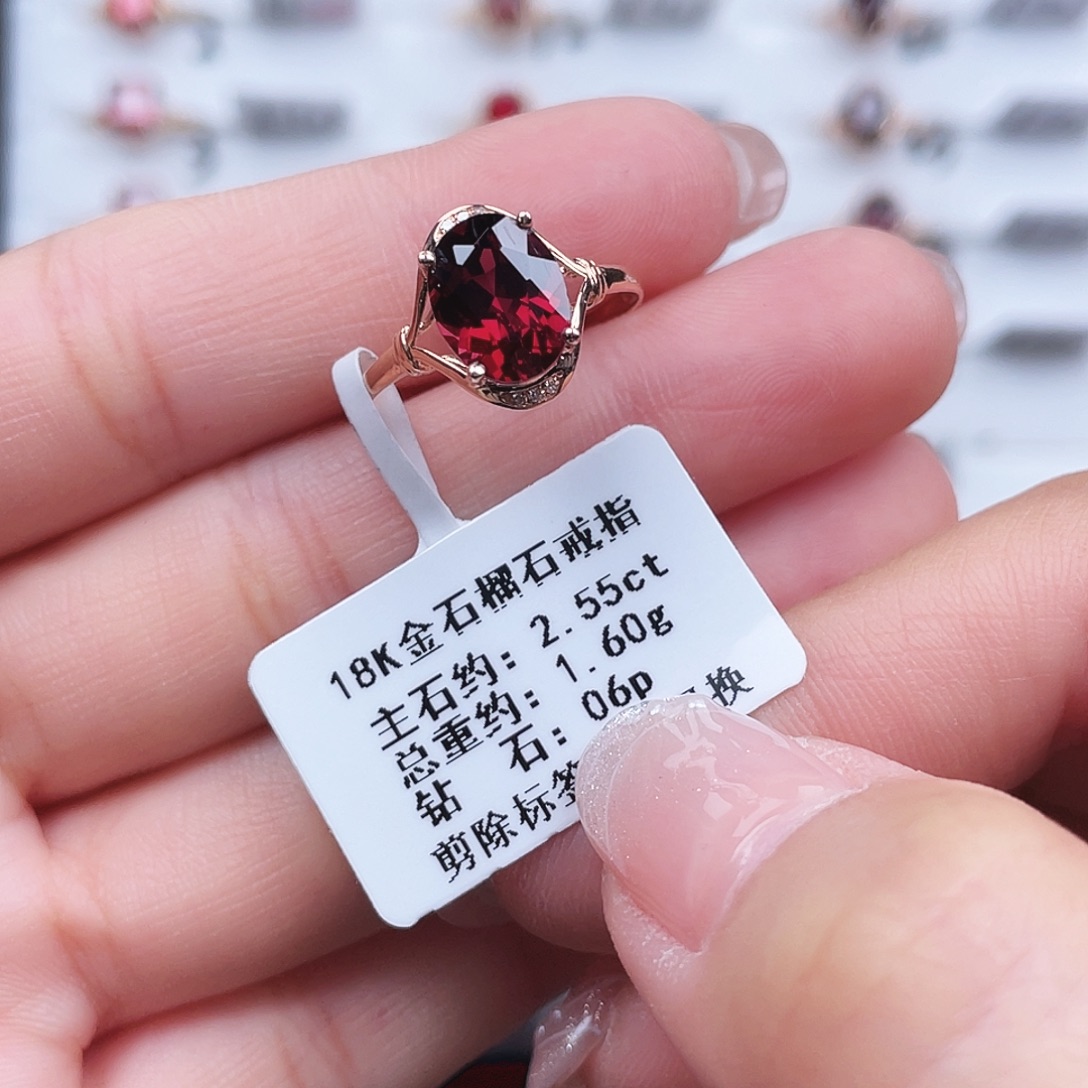 18K金石榴石戒指
主石约: 2.55ct
总重约: 1.60g
钻 石: 06p
剪除标签 换